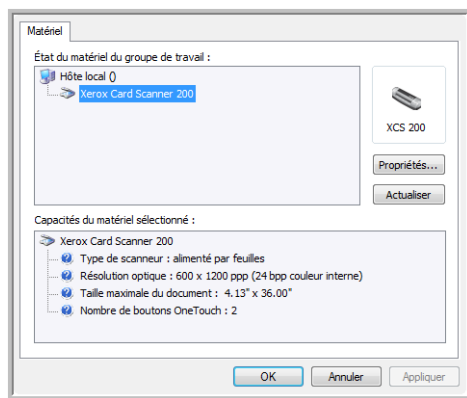 Matériel
État du matériel du groupe de travail :
Hôte local ()
Xerox Card Scanner 200
XCS 200
Propriétés...
Actualiser
Capacités du matériel sélectionné :
Xerox Card Scanner 200
Type de scanneur : alimenté par feuilles
Résolution optique : 600 x 1200 ppp (24 bpp couleur interne)
Taille maximale du document : 4.13" x 36.00"
Nombre de boutons OneTouch : 2
OK Annuler Appliquer